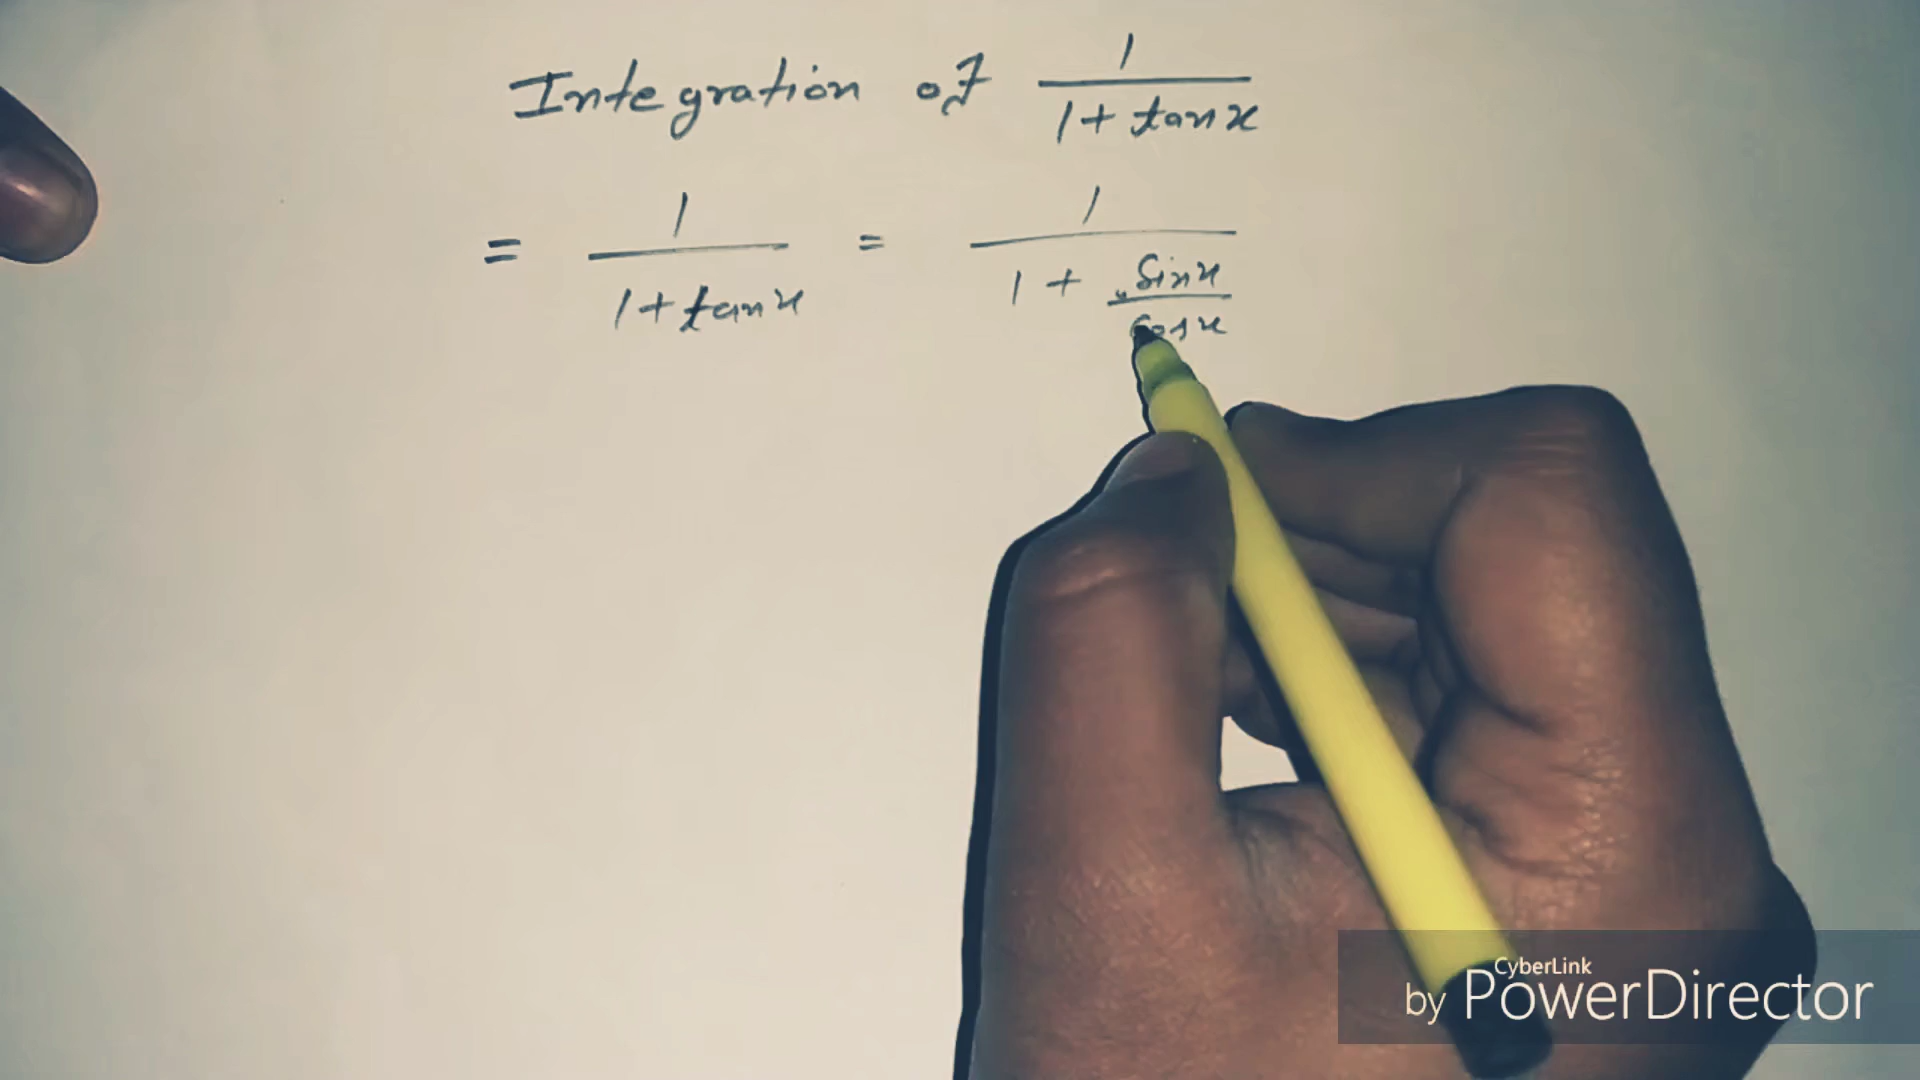 Integration of 1/(1 + tanx)
= 1/(1 + tanx) = 1/(1 + sinx/cosx)
CyberLink
by PowerDirector